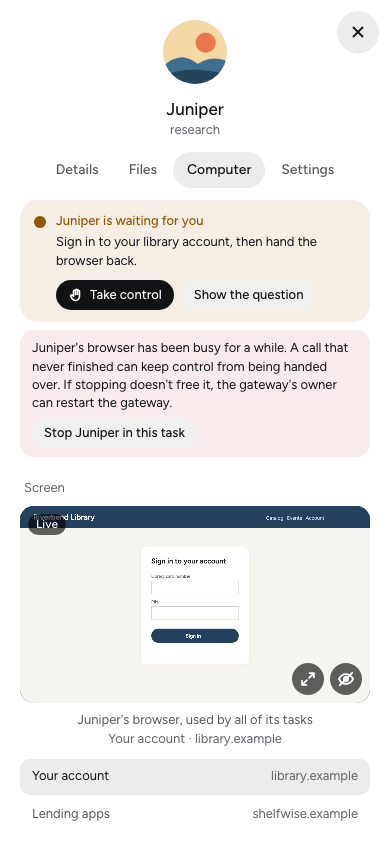 Juniper
research
Details Files Computer Settings
Juniper is waiting for you
Sign in to your library account, then hand the
browser back.
Take control Show the question
Juniper's browser has been busy for a while. A call that
never finished can keep control from being handed
over. If stopping doesn't free it, the gateway's owner
can restart the gateway.
Stop Juniper in this task
Screen
Live
Library
Catalog Events Account
Sign in to your account
Library card number
PIN
Sign in
Juniper's browser, used by all of its tasks
Your account · library.example
Your account library.example
Lending apps shelfwise.example